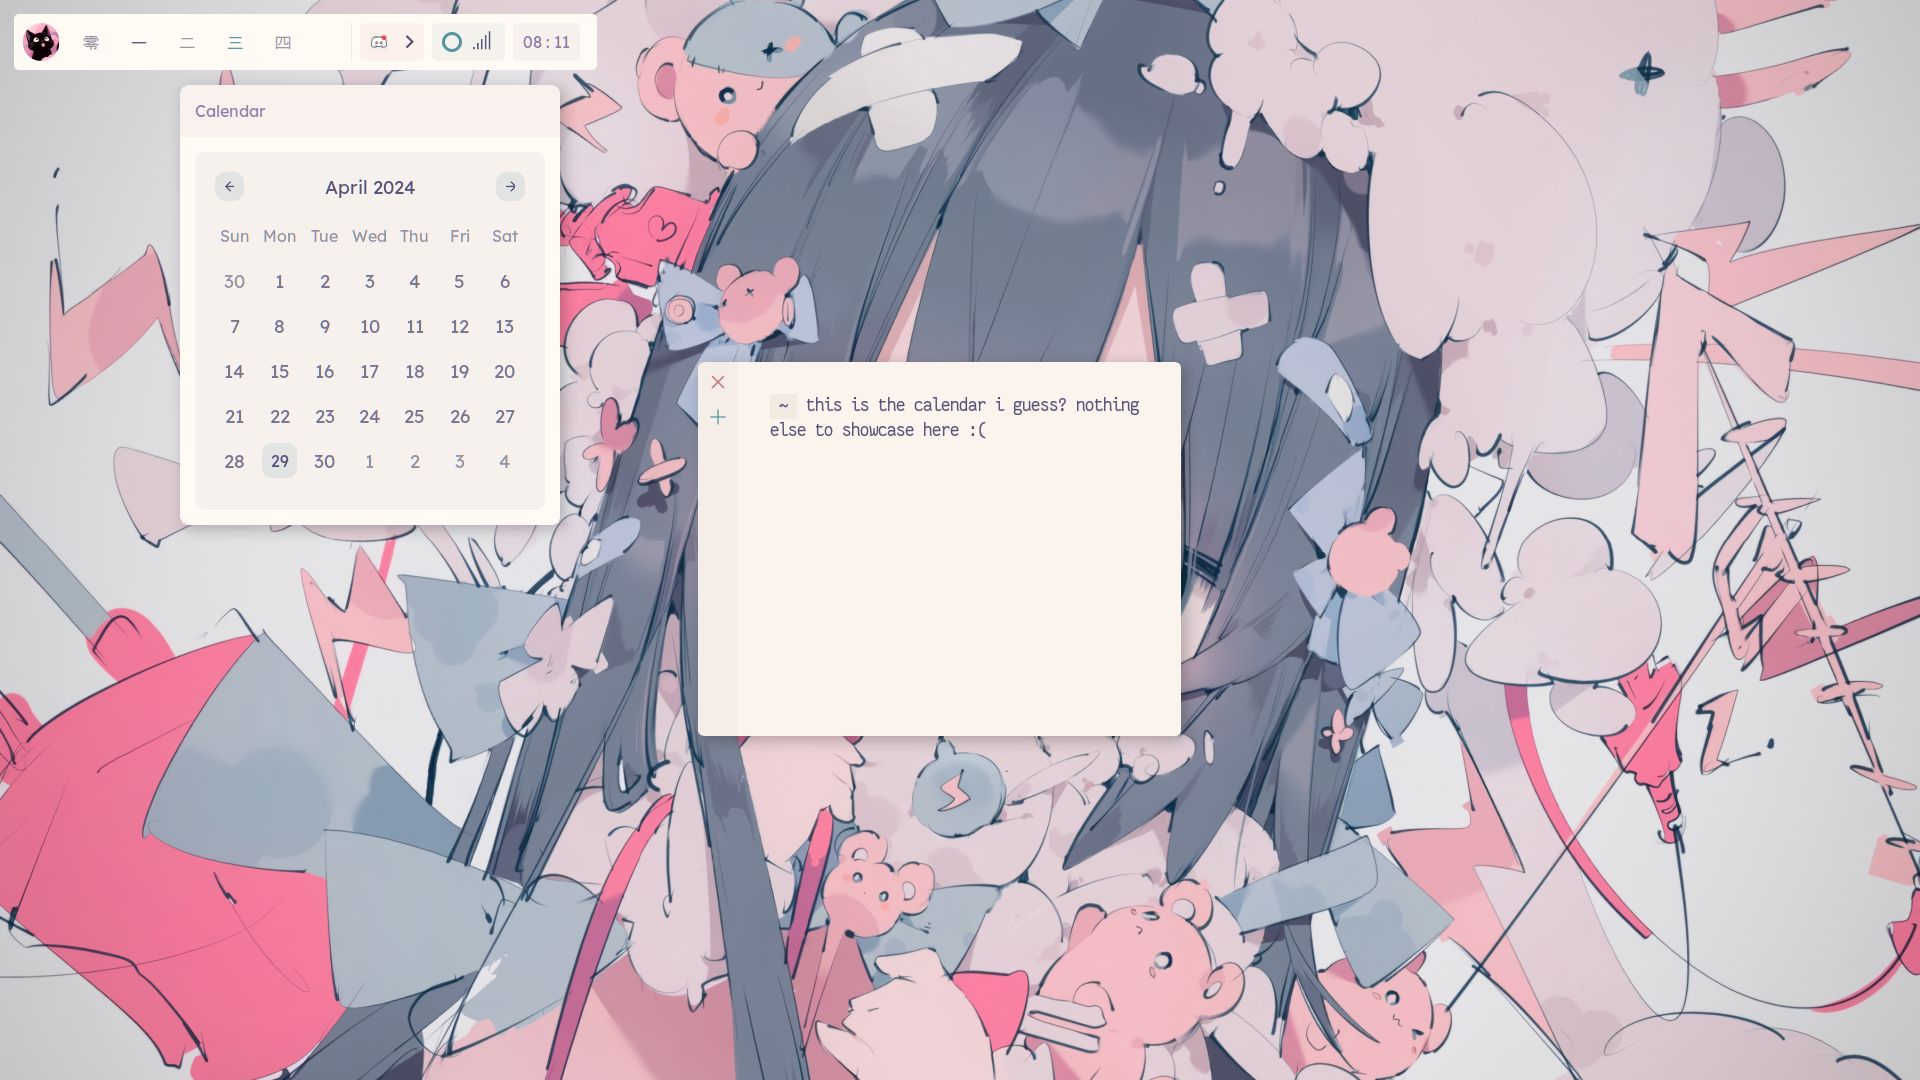 零 一 二 三 四 08:11
Calendar
April 2024
Sun Mon Tue Wed Thu Fri Sat
30 1 2 3 4 5 6
7 8 9 10 11 12 13
14 15 16 17 18 19 20
21 22 23 24 25 26 27
28 29 30 1 2 3 4
~ this is the calendar i guess? nothing
else to showcase here :(